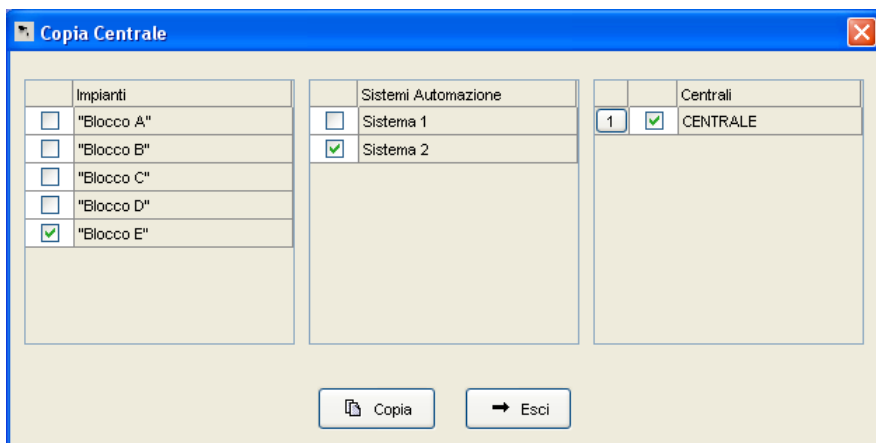 Copia Centrale
Impianti
"Blocco A"
"Blocco B"
"Blocco C"
"Blocco D"
"Blocco E"
Sistemi Automazione
Sistema 1
Sistema 2
Centrali
1 CENTRALE
Copia
Esci